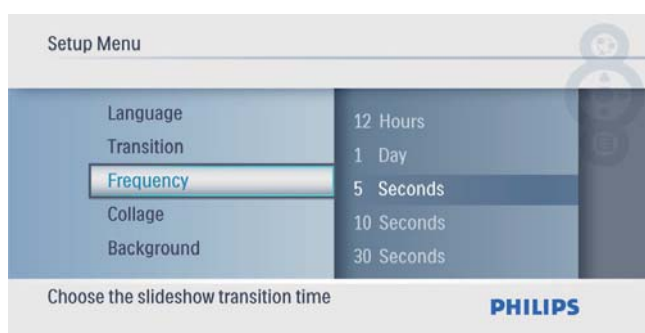 Setup Menu
Language
Transition
Frequency
Collage
Background
12 Hours
1 Day
5 Seconds
10 Seconds
30 Seconds
Choose the slideshow transition time
PHILIPS